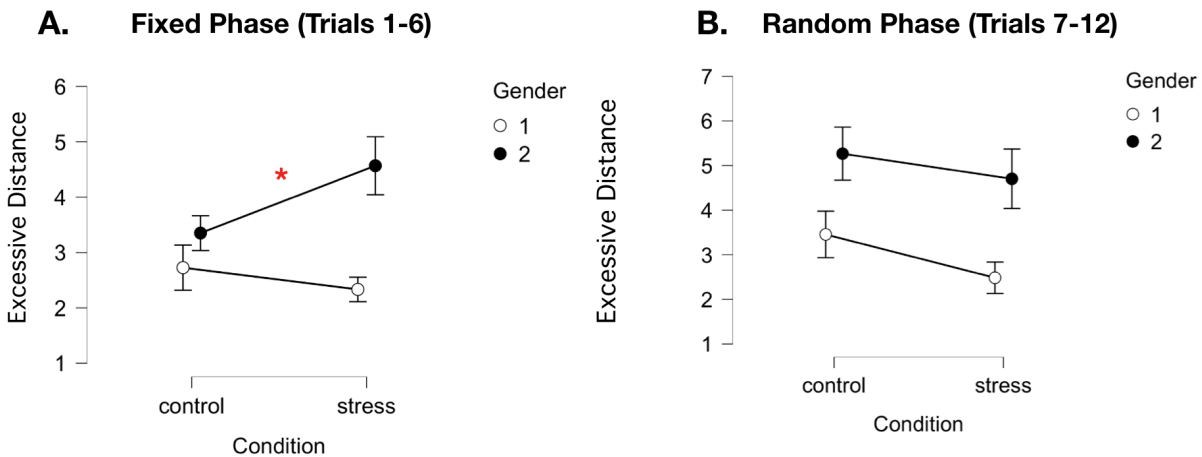 A. Fixed Phase (Trials 1-6)
6
5
4
3
2
1
Excessive Distance
*
control stress
Condition
Gender
1
2
B. Random Phase (Trials 7-12)
7
6
5
4
3
2
1
Excessive Distance
control stress
Condition
Gender
1
2